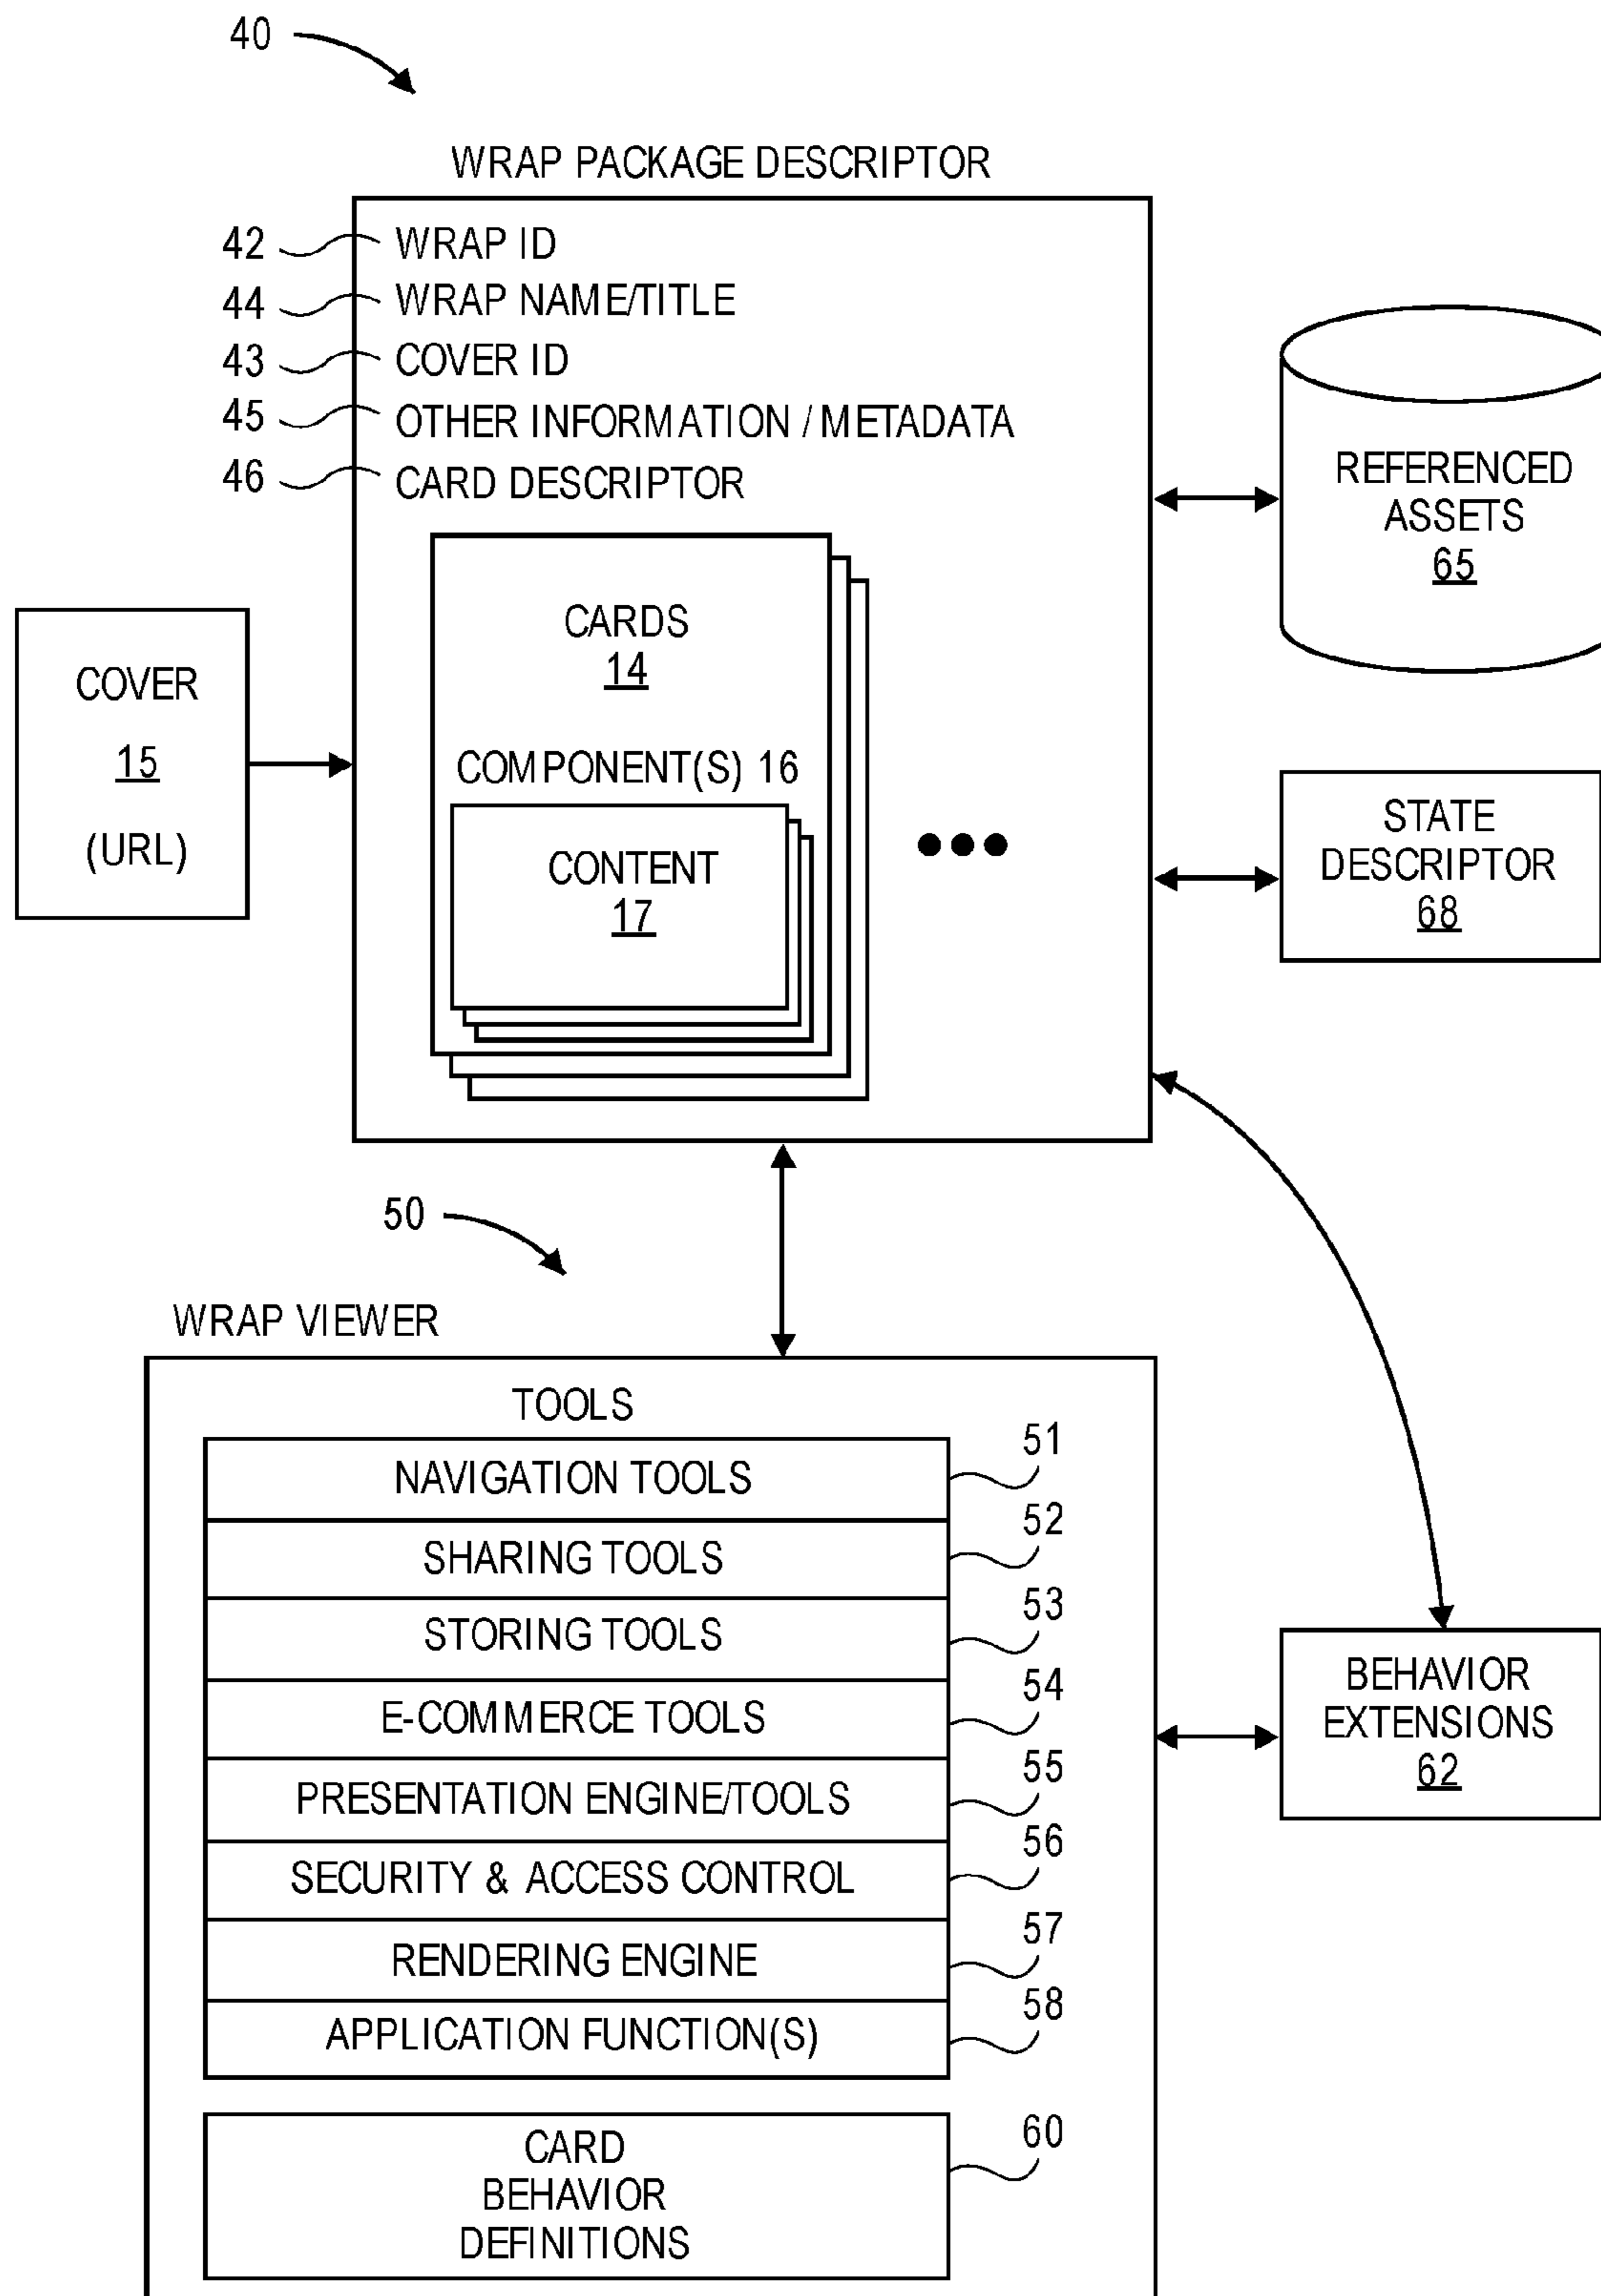 40
WRAP PACKAGE DESCRIPTOR
42 WRAP ID
44 WRAP NAME/TITLE
43 COVER ID
45 OTHER INFORMATION / METADATA
46 CARD DESCRIPTOR
CARDS
14
COMPONENT(S) 16
CONTENT
17
COVER
15
(URL)
REFERENCED
ASSETS
65
STATE
DESCRIPTOR
68
50
WRAP VIEWER
TOOLS
NAVIGATION TOOLS 51
SHARING TOOLS 52
STORING TOOLS 53
E-COMMERCE TOOLS 54
PRESENTATION ENGINE/TOOLS 55
SECURITY & ACCESS CONTROL 56
RENDERING ENGINE 57
APPLICATION FUNCTION(S) 58
CARD
BEHAVIOR
DEFINITIONS
60
BEHAVIOR
EXTENSIONS
62